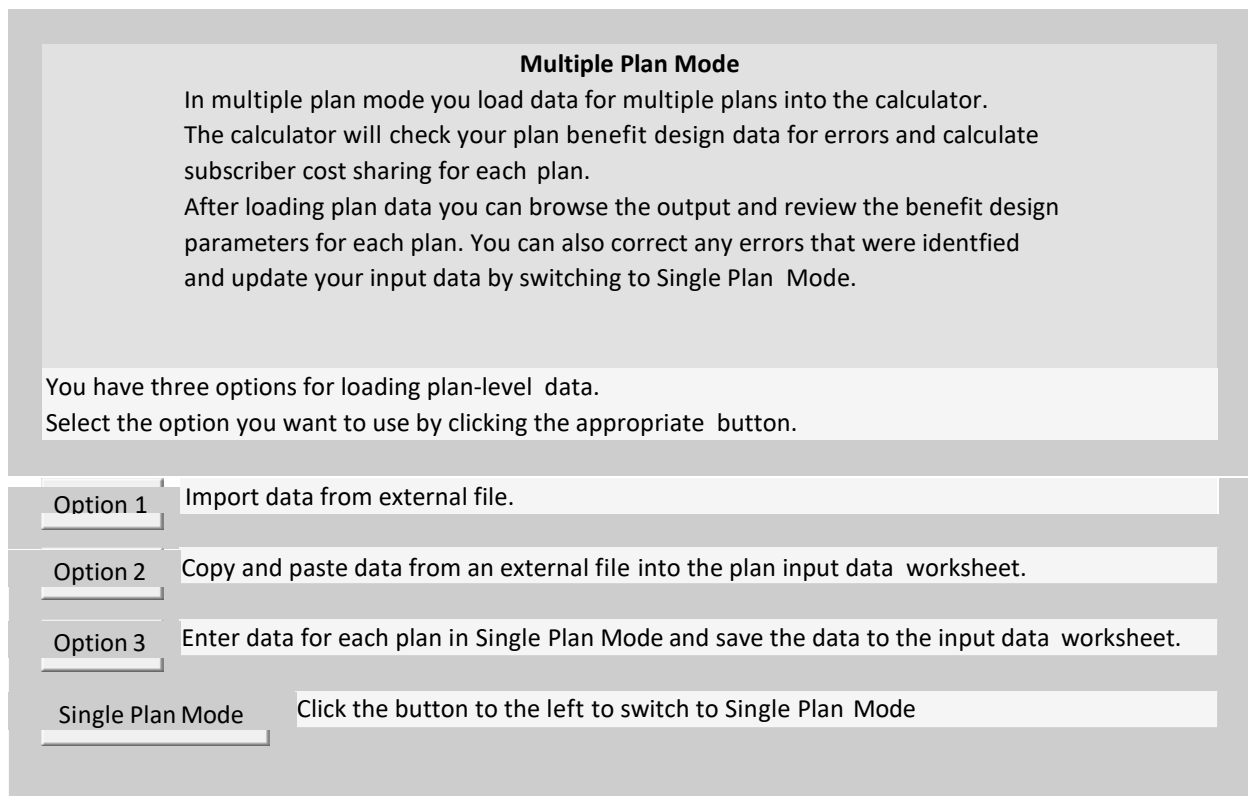 Multiple Plan Mode
In multiple plan mode you load data for multiple plans into the calculator.
The calculator will check your plan benefit design data for errors and calculate
subscriber cost sharing for each plan.
After loading plan data you can browse the output and review the benefit design
parameters for each plan. You can also correct any errors that were identfied
and update your input data by switching to Single Plan Mode.
You have three options for loading plan-level data.
Select the option you want to use by clicking the appropriate button.
Option 1 Import data from external file.
Option 2 Copy and paste data from an external file into the plan input data worksheet.
Option 3 Enter data for each plan in Single Plan Mode and save the data to the input data worksheet.
Single Plan Mode Click the button to the left to switch to Single Plan Mode